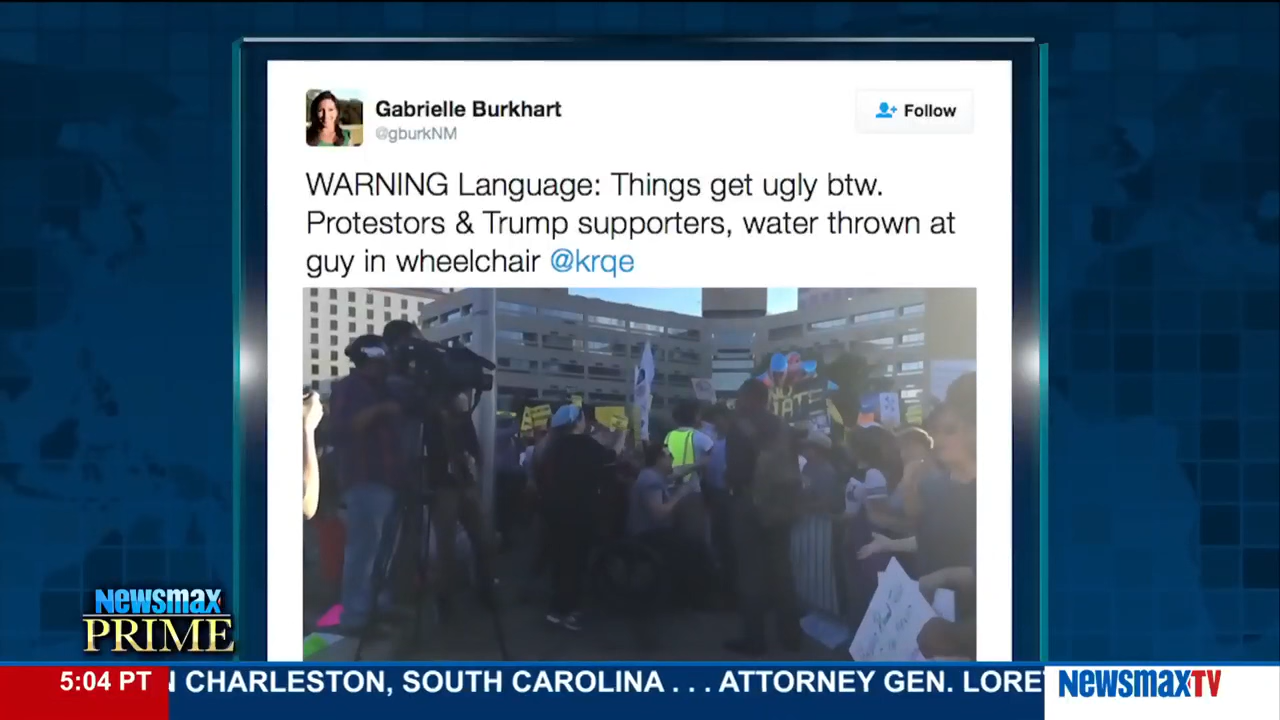 Gabrielle Burkhart
@gburkNM
Follow
WARNING Language: Things get ugly btw.
Protestors & Trump supporters, water thrown at
guy in wheelchair @krqe
NEWSMAX
PRIME
5:04 PT
N CHARLESTON, SOUTH CAROLINA . . . ATTORNEY GEN. LORE
NEWSMAXTV